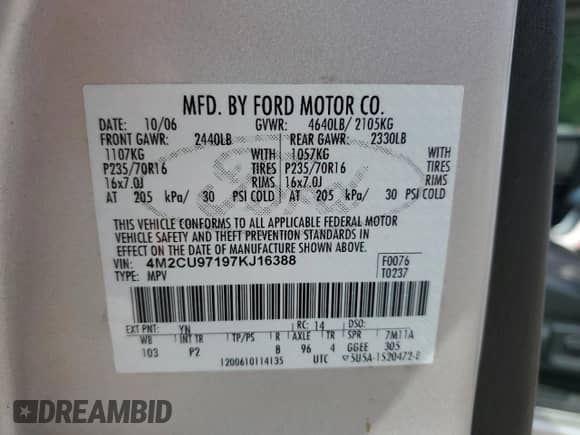 MFD. BY FORD MOTOR CO.
DATE: 10/06 GVWR: 4640LB/ 2105KG
FRONT GAWR: 2440LB REAR GAWR: 2330LB
1107KG WITH 1057KG WITH
P235/70R16 TIRES P235/70R16 TIRES
16x7.0J RIMS 16x7.0J RIMS
AT 205 kPa/ 30 PSI COLD AT 205 kPa/ 30 PSI COLD
THIS VEHICLE CONFORMS TO ALL APPLICABLE FEDERAL MOTOR
VEHICLE SAFETY AND THEFT PREVENTION STANDARDS IN
EFFECT ON THE DATE OF MANUFACTURE SHOWN ABOVE.
VIN: 4M2CU97197KJ16388 F0076
TYPE: MPV T0237
EXT PNT: YN RC: 14 DSO:
WB INT TR TP/PS R AXLE TR SPR 7M11A
103 P2 8 96 4 GGEE 305
1200610114135 UTC 5U5A-1520472-B
Ford
DREAMBID